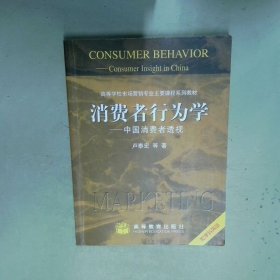 CONSUMER BEHAVIOR
——Consumer Insight in China
高等学校市场营销专业主要课程系列教材
消费者行为学
——中国消费者透视
卢泰宏 等 著
MARKETING
高等教育出版社